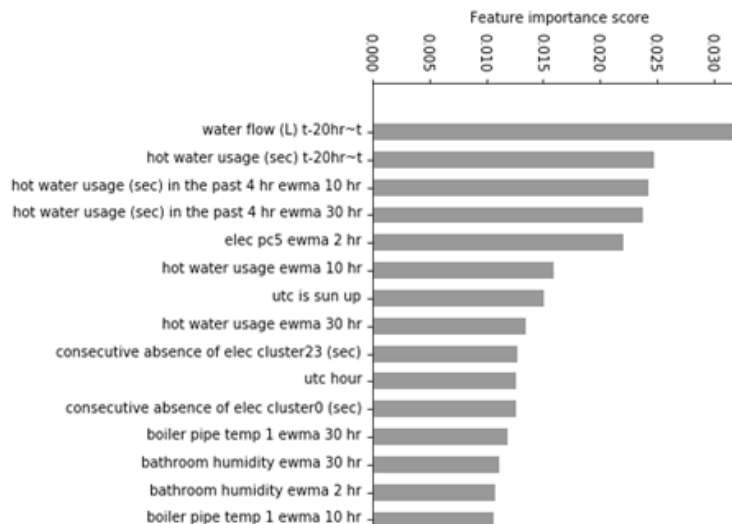 Feature importance score
0.000 0.005 0.010 0.015 0.020 0.025 0.030
water flow (L) t-20hr~t
hot water usage (sec) t-20hr~t
hot water usage (sec) in the past 4 hr ewma 10 hr
hot water usage (sec) in the past 4 hr ewma 30 hr
elec pc5 ewma 2 hr
hot water usage ewma 10 hr
utc is sun up
hot water usage ewma 30 hr
consecutive absence of elec cluster23 (sec)
utc hour
consecutive absence of elec cluster0 (sec)
boiler pipe temp 1 ewma 30 hr
bathroom humidity ewma 30 hr
bathroom humidity ewma 2 hr
boiler pipe temp 1 ewma 10 hr